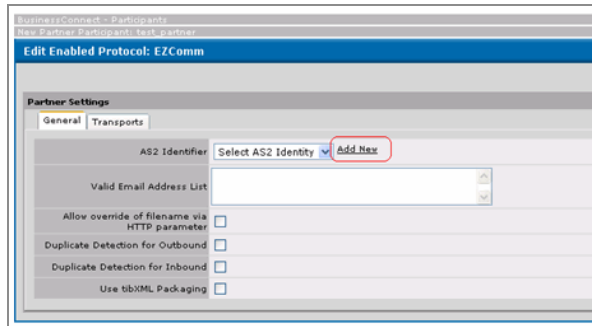 BusinessConnect - Participants
New Partner Participant: test_partner
Edit Enabled Protocol: EZComm
Partner Settings
General Transports
AS2 Identifier Select AS2 Identity Add New
Valid Email Address List
Allow override of filename via
HTTP parameter
Duplicate Detection for Outbound
Duplicate Detection for Inbound
Use tibXML Packaging